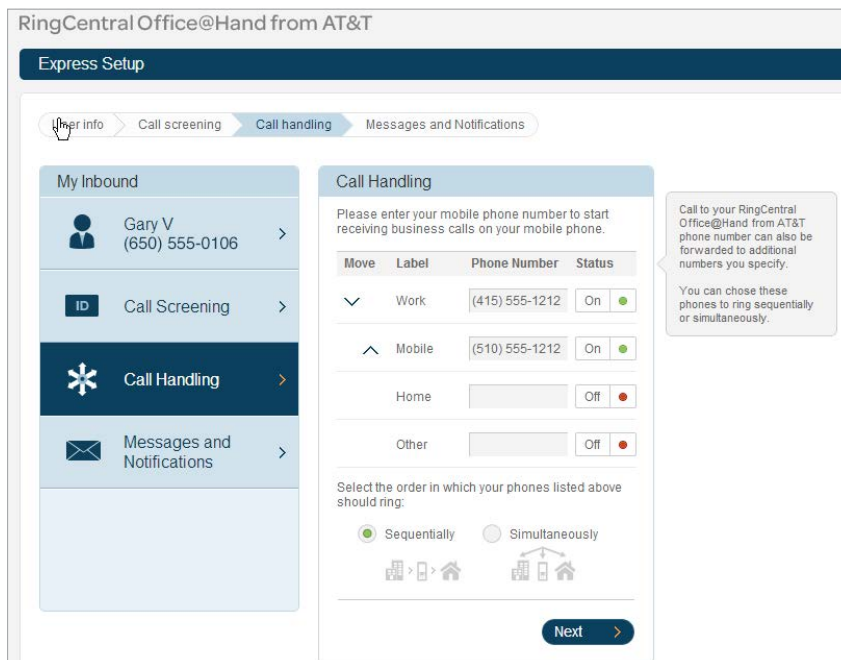 RingCentral Office@Hand from AT&T
Express Setup
User info Call screening Call handling Messages and Notifications
My Inbound
Gary V
(650) 555-0106
ID Call Screening
Call Handling
Messages and
Notifications
Call Handling
Please enter your mobile phone number to start
receiving business calls on your mobile phone.
Move Label Phone Number Status
Work (415) 555-1212 On
Mobile (510) 555-1212 On
Home Off
Other Off
Select the order in which your phones listed above
should ring:
Sequentially Simultaneously
Next
Call to your RingCentral
Office@Hand from AT&T
phone number can also be
forwarded to additional
numbers you specify.
You can chose these
phones to ring sequentially
or simultaneously.